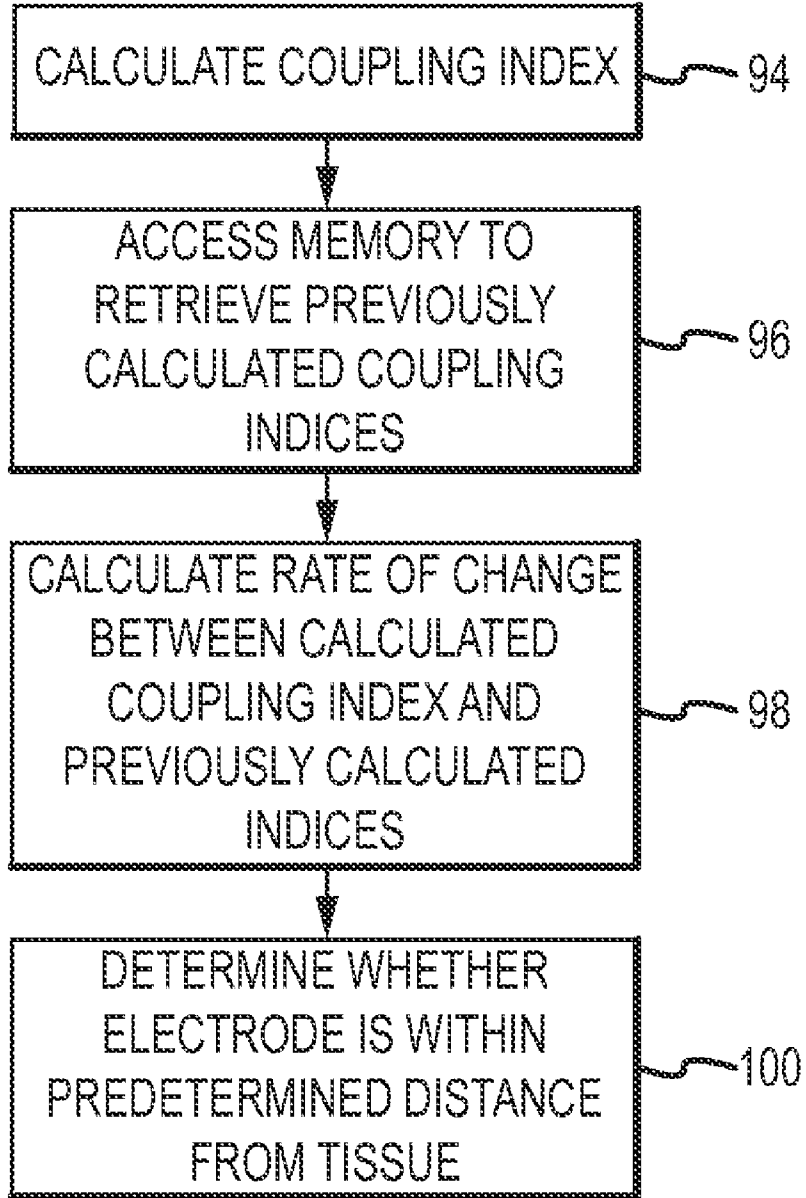 CALCULATE COUPLING INDEX
94
ACCESS MEMORY TO
RETRIEVE PREVIOUSLY
CALCULATED COUPLING
INDICES
96
CALCULATE RATE OF CHANGE
BETWEEN CALCULATED
COUPLING INDEX AND
PREVIOUSLY CALCULATED
INDICES
98
DETERMINE WHETHER
ELECTRODE IS WITHIN
PREDETERMINED DISTANCE
FROM TISSUE
100